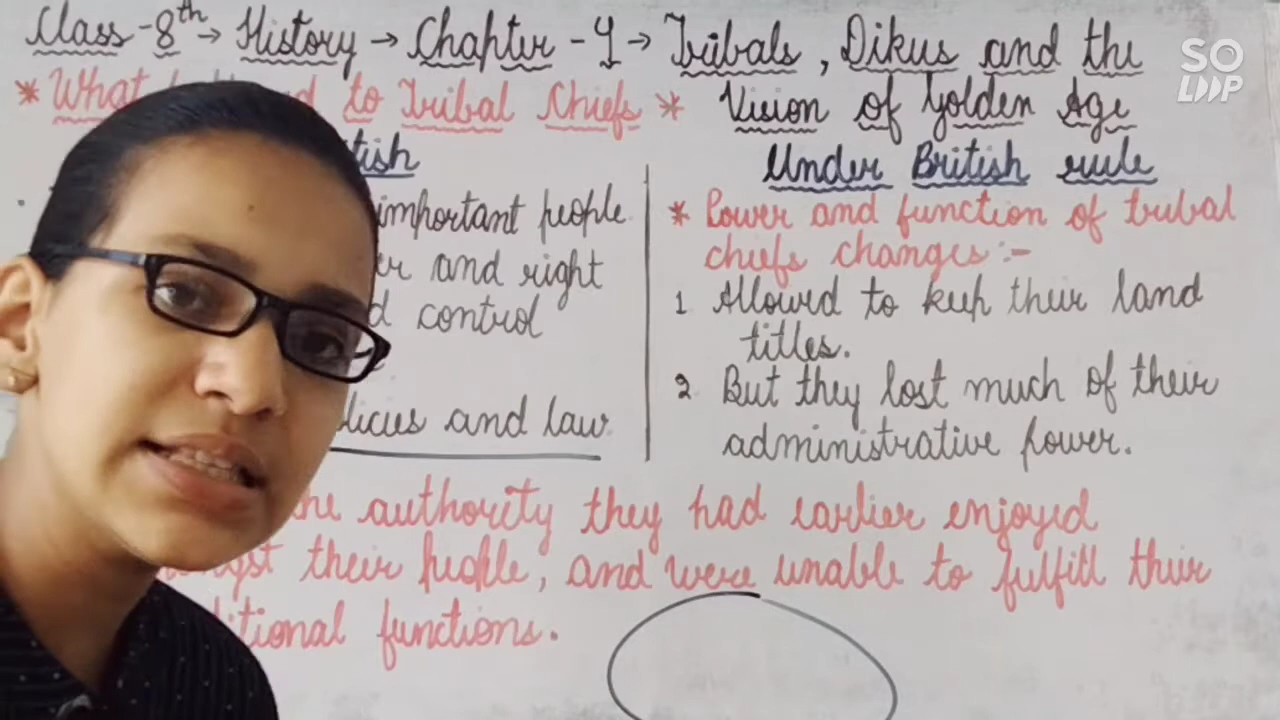 Class-8th → History → Chapter-4 → Tribals, Dikus and the
Vision of Golden Age
* What to Tribal Chiefs *
Under British rule
important people
and right
control
and law
* Power and function of tribal
chiefs changes :-
1 Allowed to keep their land
titles.
2 But they lost much of their
administrative power.
the authority they had earlier enjoyed
their people, and were unable to fulfill their
functions.
SO LOOP